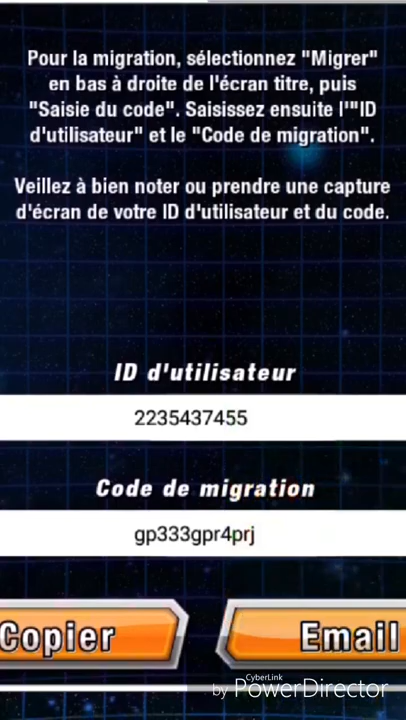 Pour la migration, sélectionnez "Migrer"
en bas à droite de l'écran titre, puis
"Saisie du code". Saisissez ensuite l'"ID
d'utilisateur" et le "Code de migration".
Veillez à bien noter ou prendre une capture
d'écran de votre ID d'utilisateur et du code.
ID d'utilisateur
2235437455
Code de migration
gp333gpr4prj
Copier
Email
CyberLink
by PowerDirector